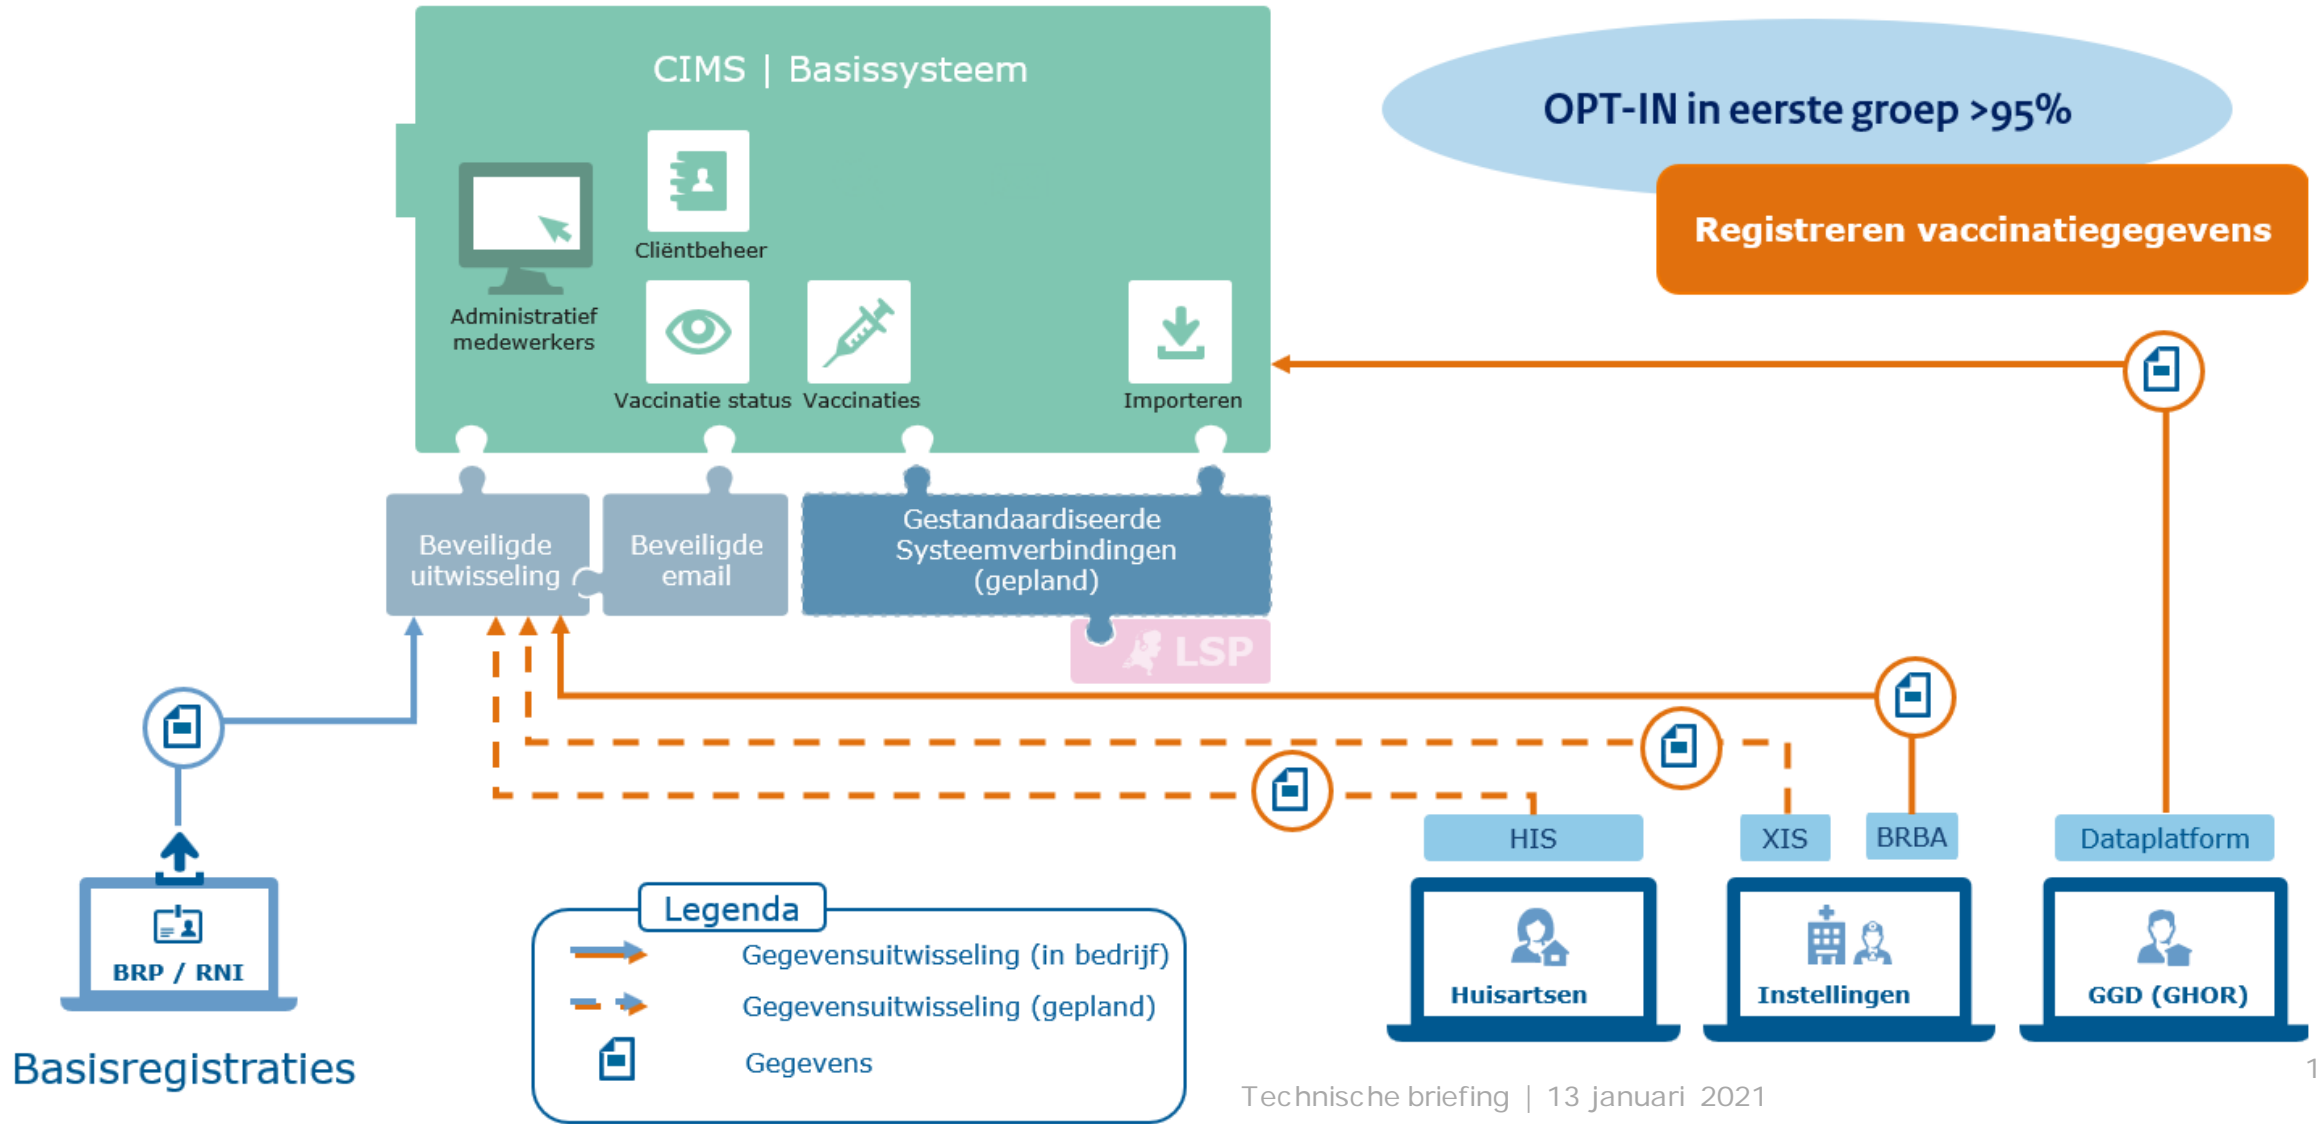 CIMS | Basissysteem
OPT-IN in eerste groep >95%
Registreren vaccinatiegegevens
Cliëntbeheer
Administratief
medewerkers
Vaccinatie status
Vaccinaties
Importeren
Beveiligde
uitwisseling
Beveiligde
email
Gestandaardiseerde
Systeemverbindingen
(gepland)
LSP
HIS
XIS
BRBA
Dataplatform
BRP / RNI
Huisartsen
Instellingen
GGD (GHOR)
Basisregistraties
Legenda
Gegevensuitwisseling (in bedrijf)
Gegevensuitwisseling (gepland)
Gegevens
Technische briefing | 13 januari 2021
1